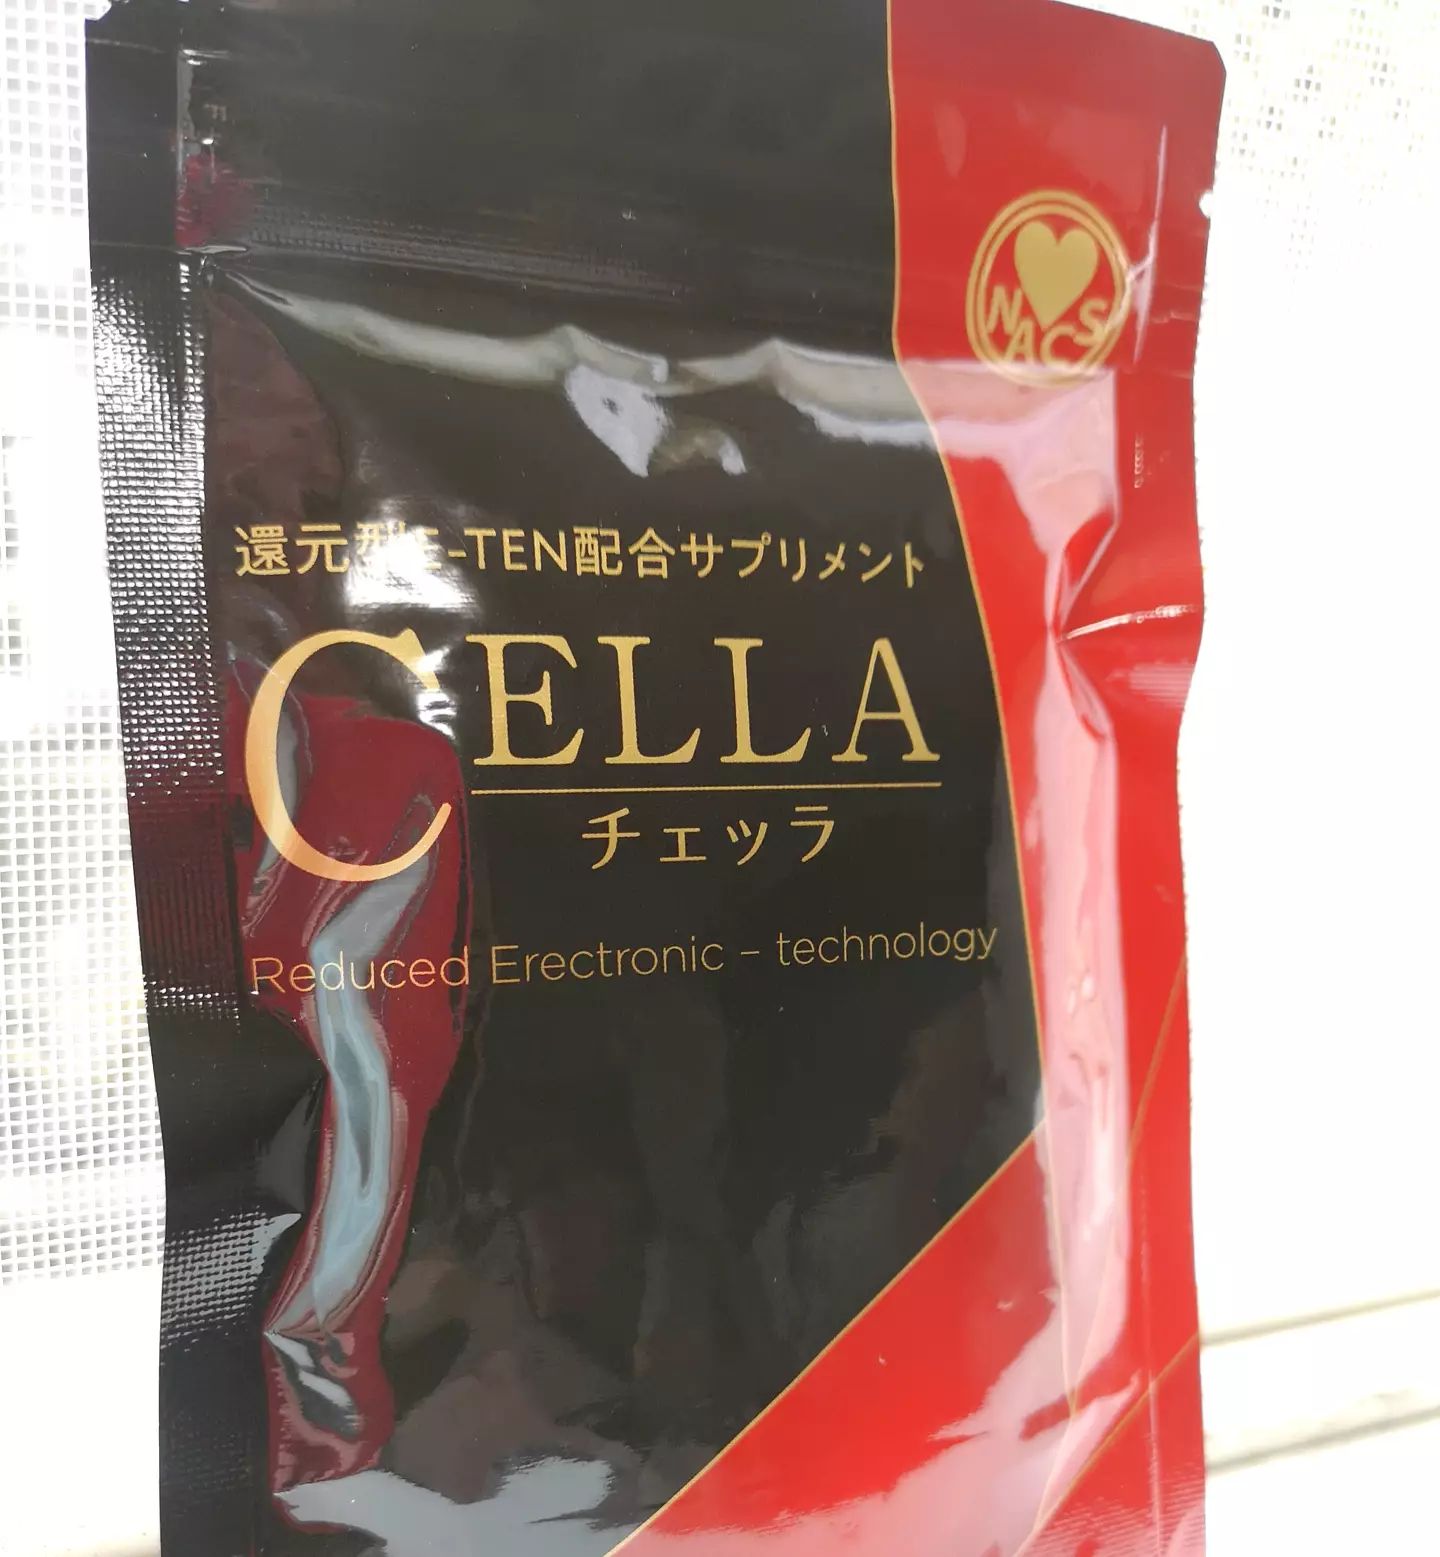 NACS
還元型E-TEN配合サプリメント
CELLA
チェッラ
Reduced Erectronic - technology